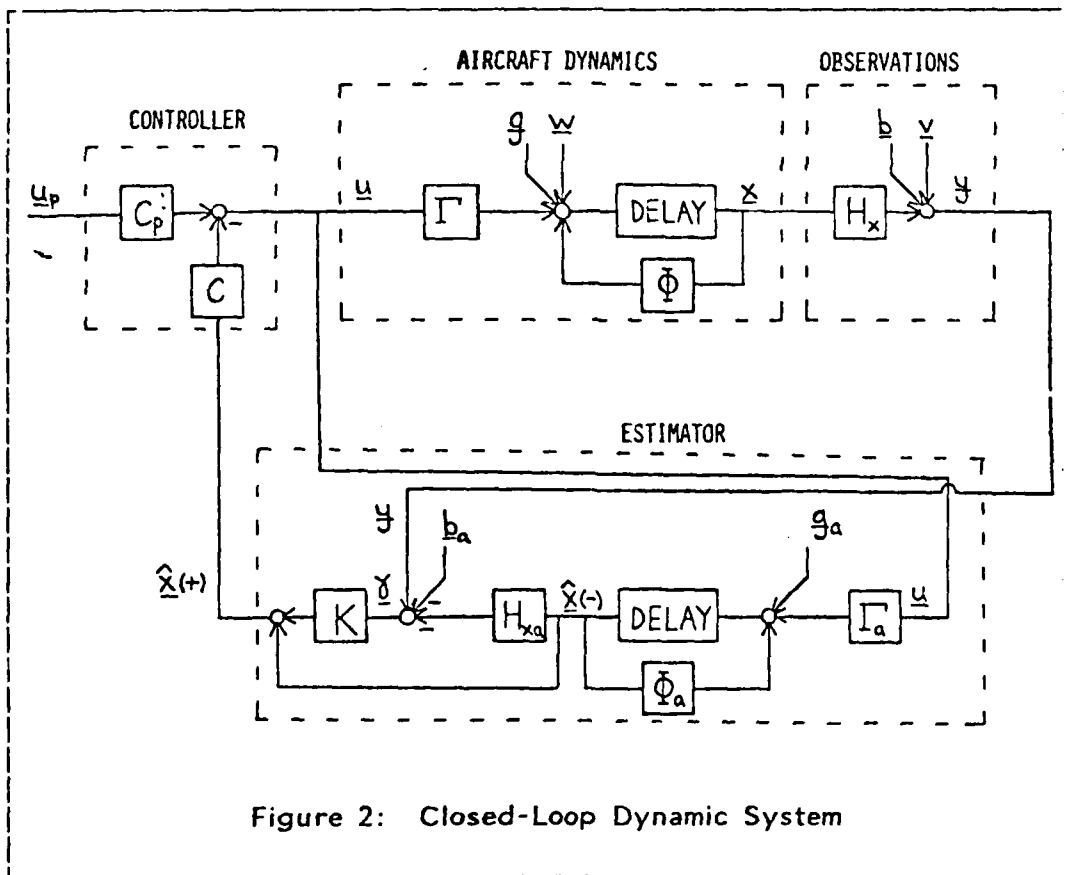 AIRCRAFT DYNAMICS
OBSERVATIONS
CONTROLLER
g
w
b
v
u_p
C_p
-
u
Γ
DELAY
x
H_x
y
C
Φ
ESTIMATOR
y
b_a
g_a
x̂(+)
K
γ
-
-
H_xa
x̂(-)
DELAY
Γ_a
u
Φ_a
Figure 2: Closed-Loop Dynamic System